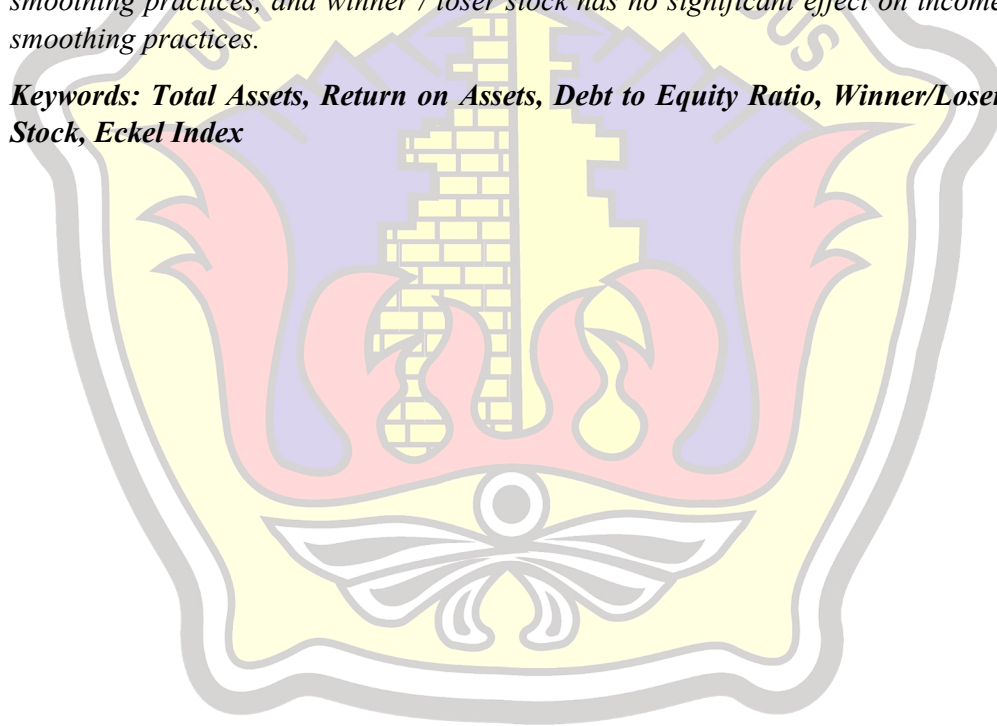 smoothing practices, and winner / loser stock has no significant effect on income
smoothing practices.
Keywords: Total Assets, Return on Assets, Debt to Equity Ratio, Winner/Loser
Stock, Eckel Index